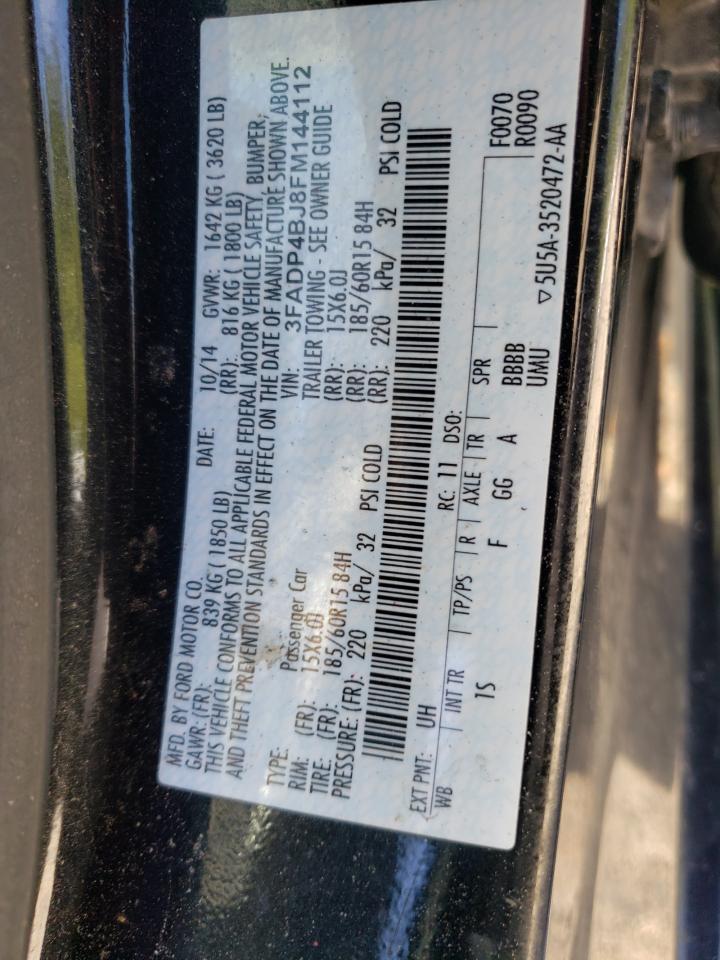 MFD. BY FORD MOTOR CO. DATE: 10/14 GVWR: 1642 KG ( 3620 LB)
GAWR: (FR): 839 KG ( 1850 LB) (RR): 816 KG ( 1800 LB)
THIS VEHICLE CONFORMS TO ALL APPLICABLE FEDERAL MOTOR VEHICLE SAFETY, BUMPER,
AND THEFT PREVENTION STANDARDS IN EFFECT ON THE DATE OF MANUFACTURE SHOWN ABOVE.
VIN: 3FADP4BJ8FM144112
TYPE: Passenger Car TRAILER TOWING - SEE OWNER GUIDE
RIM: (FR): 15X6.0J (RR): 15X6.0J
TIRE: (FR): 185/60R15 84H (RR): 185/60R15 84H
PRESSURE: (FR): 220 kPa/ 32 PSI COLD (RR): 220 kPa/ 32 PSI COLD
EXT PNT: UH RC: 11 DSO:
WB INT TR TP/PS R AXLE TR SPR F0070
R0090
1S F GG A BBBB
UMU
▽5U5A-3520472-AA